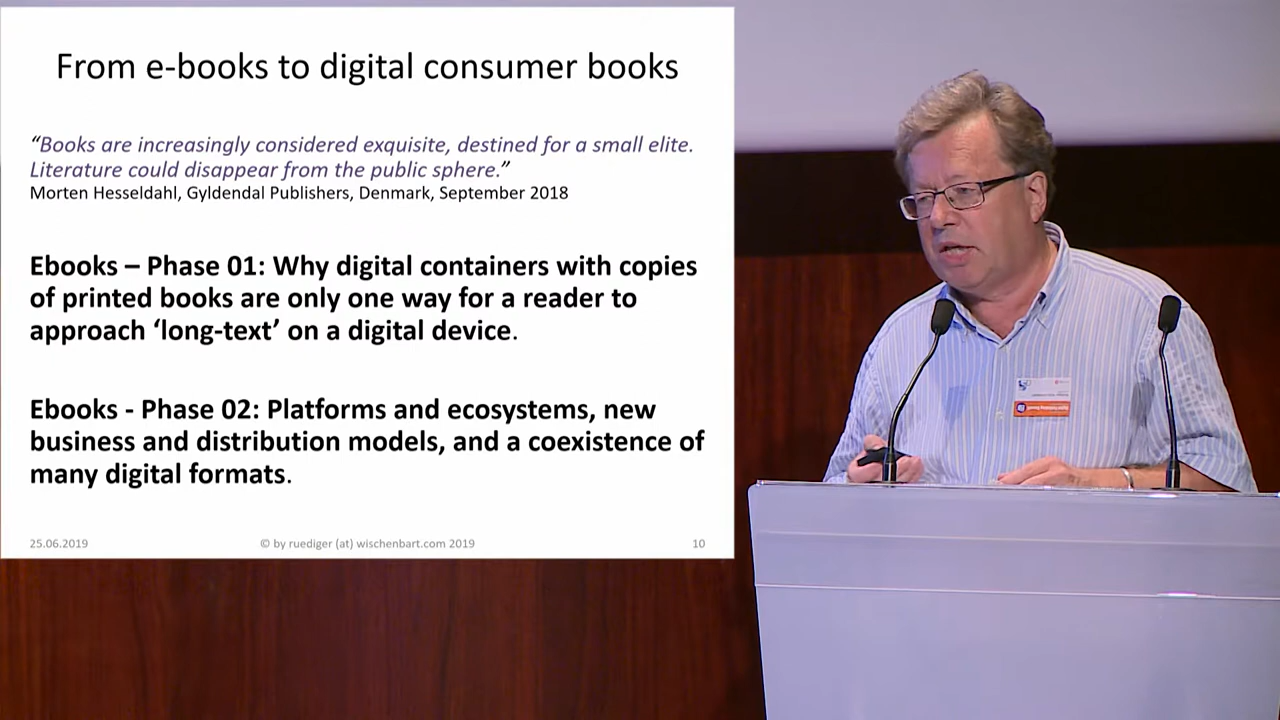 From e-books to digital consumer books
“Books are increasingly considered exquisite, destined for a small elite.
Literature could disappear from the public sphere.”
Morten Hesseldahl, Gyldendal Publishers, Denmark, September 2018
Ebooks – Phase 01: Why digital containers with copies
of printed books are only one way for a reader to
approach ‘long-text’ on a digital device.
Ebooks - Phase 02: Platforms and ecosystems, new
business and distribution models, and a coexistence of
many digital formats.
25.06.2019 © by ruediger (at) wischenbart.com 2019 10